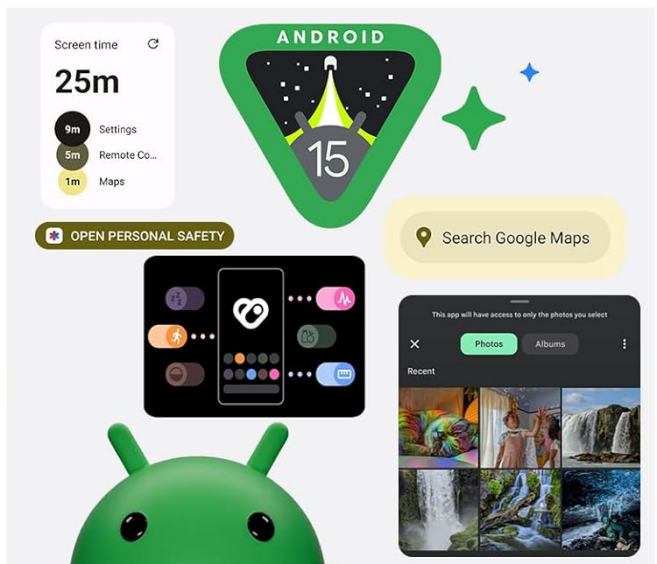 Screen time
25m
9m Settings
5m Remote Co...
1m Maps
ANDROID
15
OPEN PERSONAL SAFETY
Search Google Maps
zzz
This app will have access to only the photos you select
Photos Albums
Recent